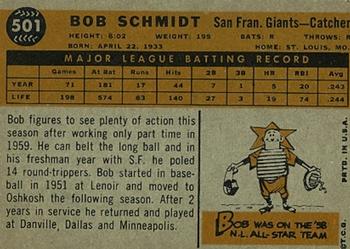 501
BOB SCHMIDT San Fran. Giants—Catcher
HEIGHT: 6:02 WEIGHT: 195 BATS: R THROWS: R
BORN: APRIL 22, 1933 HOME: ST. LOUIS, MO.
MAJOR LEAGUE BATTING RECORD
Games At Bat Runs Hits 2B 3B HR RBI Avg.
YEAR 71 181 17 44 7 1 5 20 .243
LIFE 198 574 63 140 27 3 19 74 .244
Bob figures to see plenty of action this
season after working only part time in
1959. He can belt the long ball and in
his freshman year with S.F. he poled
14 round-trippers. Bob started in base-
ball in 1951 at Lenoir and moved to
Oshkosh the following season. After 2
years in service he returned and played
at Danville, Dallas and Minneapolis.
BOB WAS ON THE '58
N.L. ALL-STAR TEAM
T.C.G. PRTD. IN U.S.A.